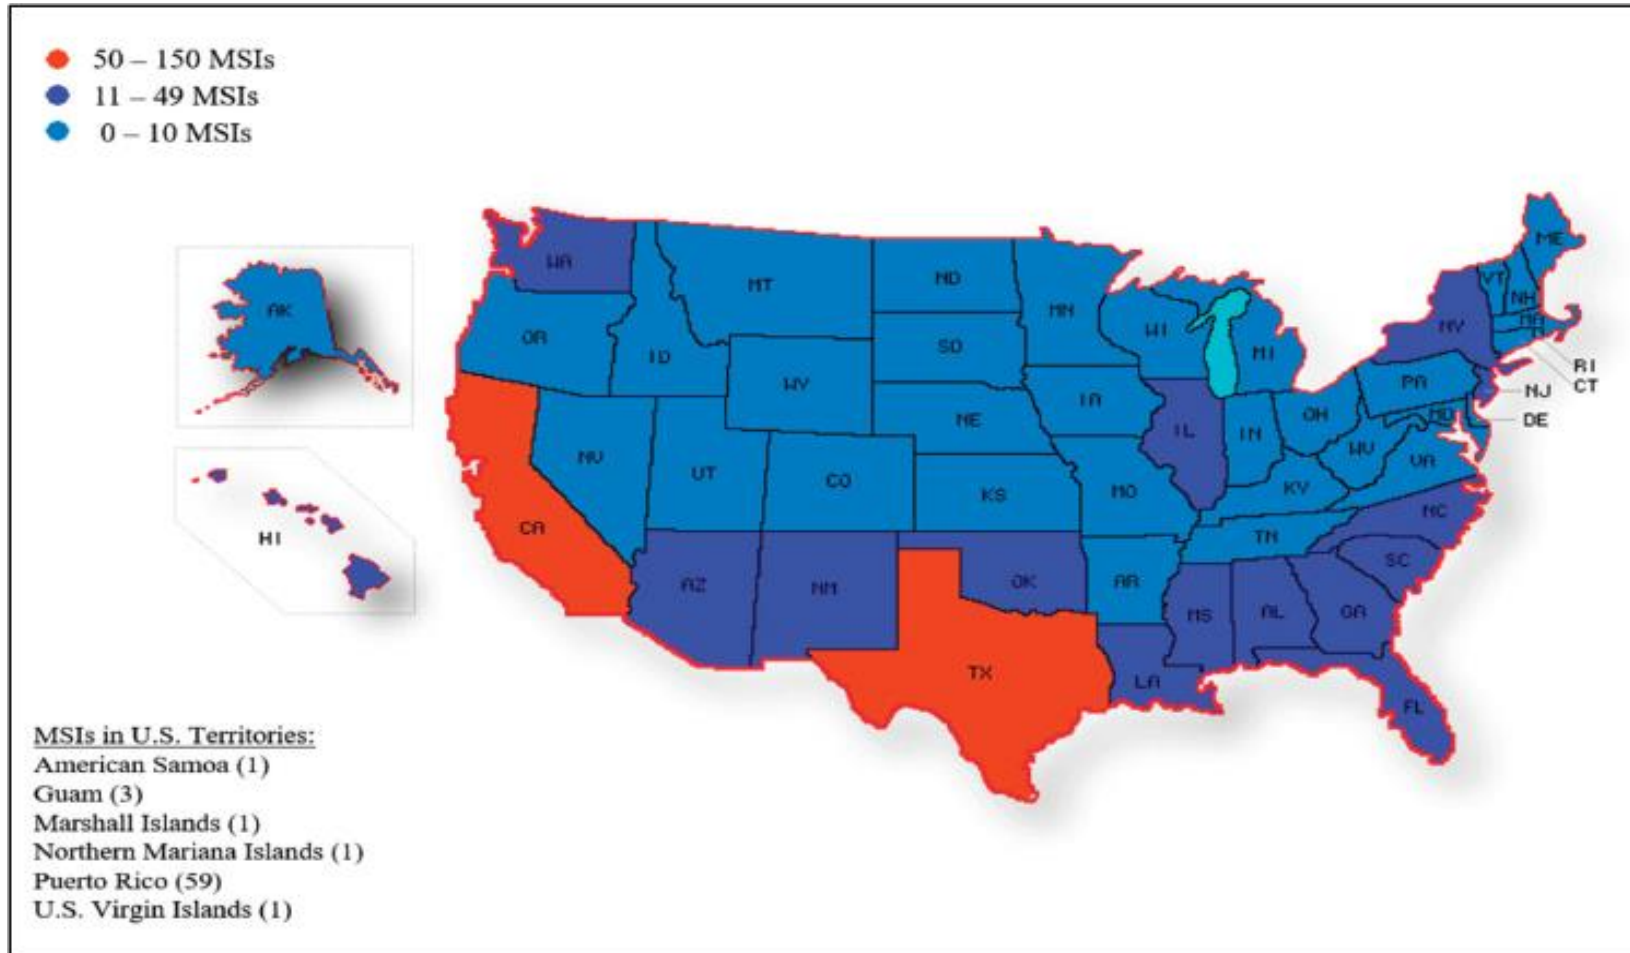 50 – 150 MSIs
11 – 49 MSIs
0 – 10 MSIs
ME
WA
VT
MT
ND
NH
MN
AK
NY
MA
WI
OR
SD
MI
ID
RI
WY
PA
CT
NJ
IA
OH
NE
MD
DE
IL
IN
NV
UT
WV
CO
VA
KS
MO
KY
CA
NC
HI
TN
SC
AZ
NM
OK
AR
MS
AL
GA
TX
LA
FL
MSIs in U.S. Territories:
American Samoa (1)
Guam (3)
Marshall Islands (1)
Northern Mariana Islands (1)
Puerto Rico (59)
U.S. Virgin Islands (1)